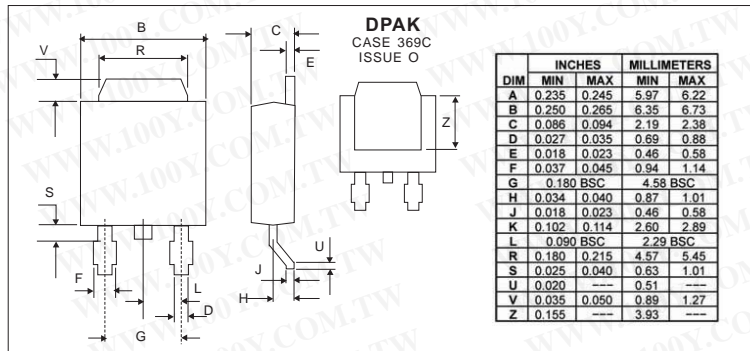 DPAK
CASE 369C
ISSUE O
B
R
V
S
F
L
D
G
C
E
U
J
H
Z
INCHES MILLIMETERS
DIM MIN MAX MIN MAX
A 0.235 0.245 5.97 6.22
B 0.250 0.265 6.35 6.73
C 0.086 0.094 2.19 2.38
D 0.027 0.035 0.69 0.88
E 0.018 0.023 0.46 0.58
F 0.037 0.045 0.94 1.14
G 0.180 BSC 4.58 BSC
H 0.034 0.040 0.87 1.01
J 0.018 0.023 0.46 0.58
K 0.102 0.114 2.60 2.89
L 0.090 BSC 2.29 BSC
R 0.180 0.215 4.57 5.45
S 0.025 0.040 0.63 1.01
U 0.020 --- 0.51 ---
V 0.035 0.050 0.89 1.27
Z 0.155 --- 3.93 ---
WWW.100Y.COM.TW